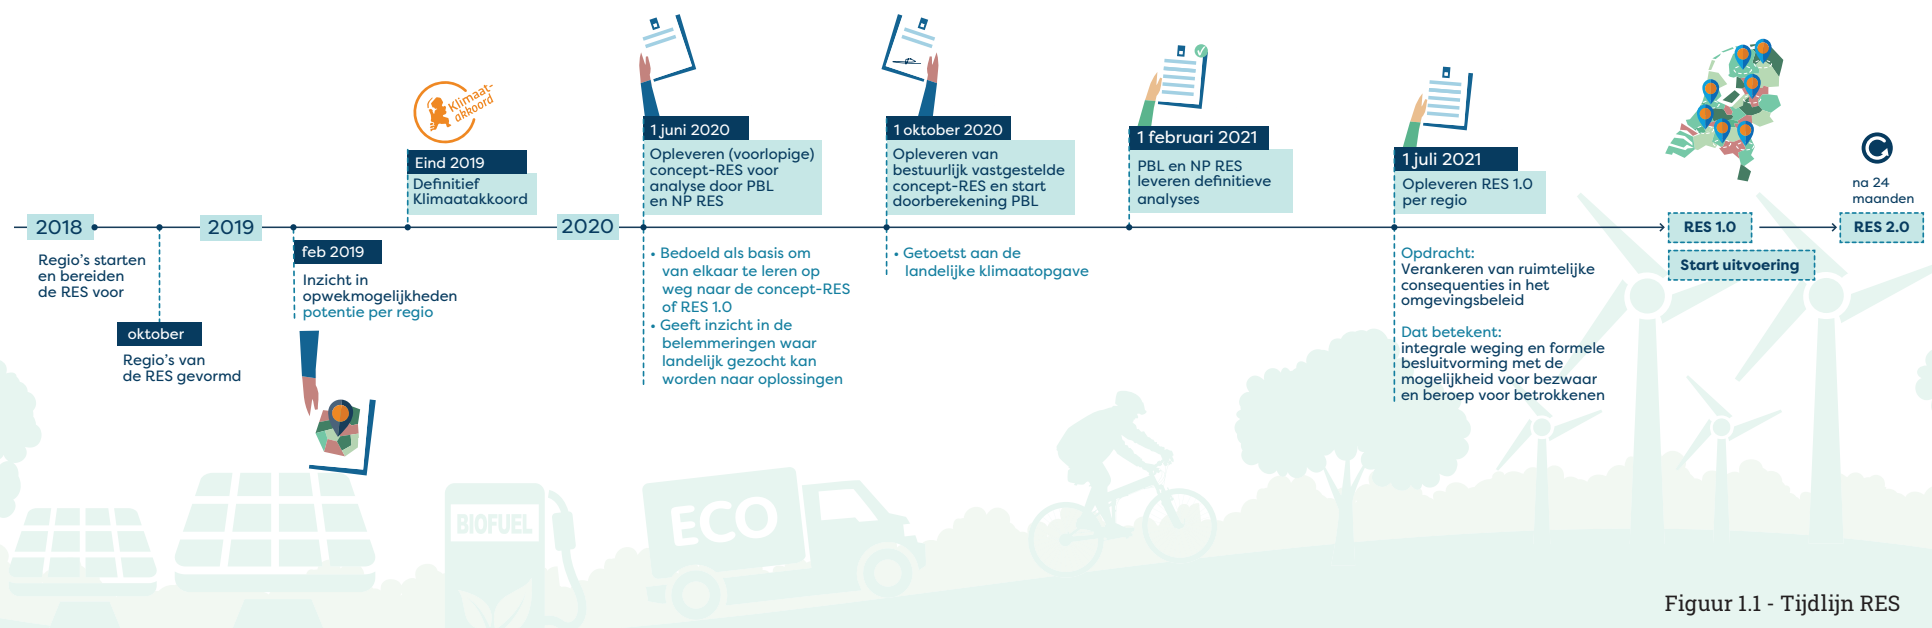 2018
Regio's starten
en bereiden
de RES voor
oktober
Regio's van
de RES gevormd
2019
feb 2019
Inzicht in
opwekmogelijkheden
potentie per regio
Klimaat-
akkoord
Eind 2019
Definitief
Klimaatakkoord
2020
1 juni 2020
Opleveren (voorlopige)
concept-RES voor
analyse door PBL
en NP RES
• Bedoeld als basis om
van elkaar te leren op
weg naar de concept-RES
of RES 1.0
• Geeft inzicht in de
belemmeringen waar
landelijk gezocht kan
worden naar oplossingen
1 oktober 2020
Opleveren van
bestuurlijk vastgestelde
concept-RES en start
doorberekening PBL
• Getoetst aan de
landelijke klimaatopgave
1 februari 2021
PBL en NP RES
leveren definitieve
analyses
1 juli 2021
Opleveren RES 1.0
per regio
Opdracht:
Verankeren van ruimtelijke
consequenties in het
omgevingsbeleid
Dat betekent:
integrale weging en formele
besluitvorming met de
mogelijkheid voor bezwaar
en beroep voor betrokkenen
RES 1.0
Start uitvoering
na 24
maanden
RES 2.0
BIOFUEL
ECO
Figuur 1.1 - Tijdlijn RES